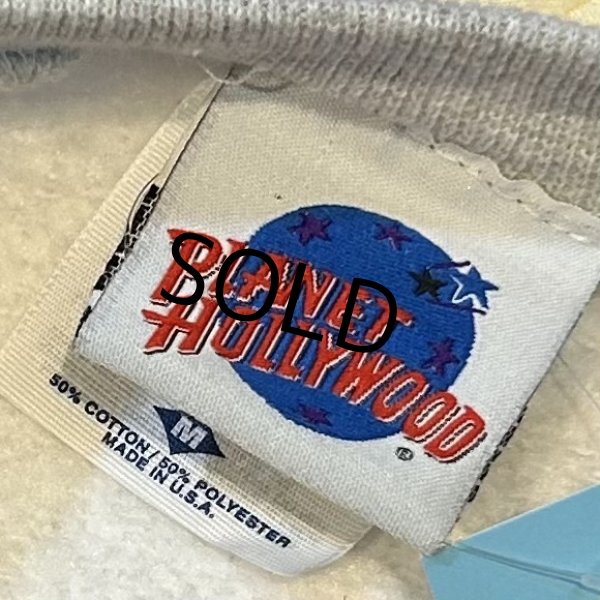 PLANET
HOLLYWOOD
®
SOLD
M
50% COTTON/50% POLYESTER
MADE IN U.S.A.